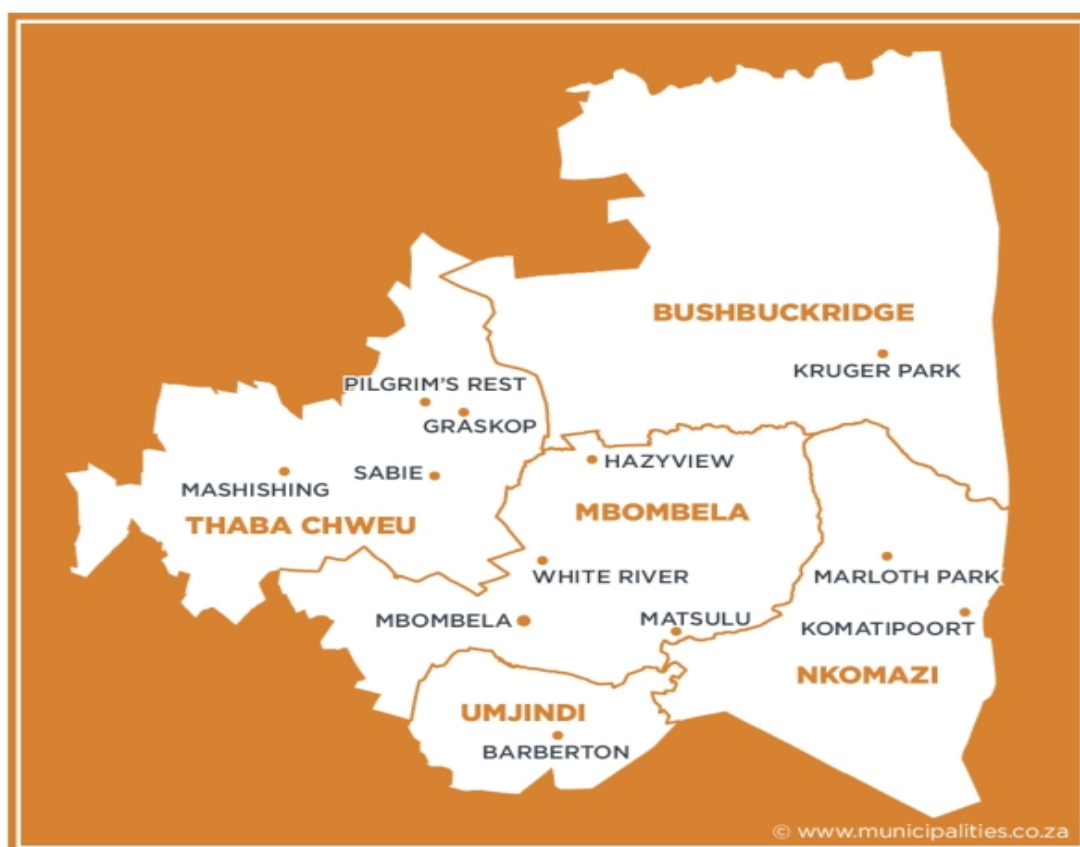 BUSHBUCKRIDGE
KRUGER PARK
PILGRIM'S REST
GRASKOP
SABIE
MASHISHING
THABA CHWEU
HAZYVIEW
MBOMBELA
WHITE RIVER
MARLOTH PARK
MBOMBELA
MATSULU
KOMATIPOORT
NKOMAZI
UMJINDI
BARBERTON
© www.municipalities.co.za